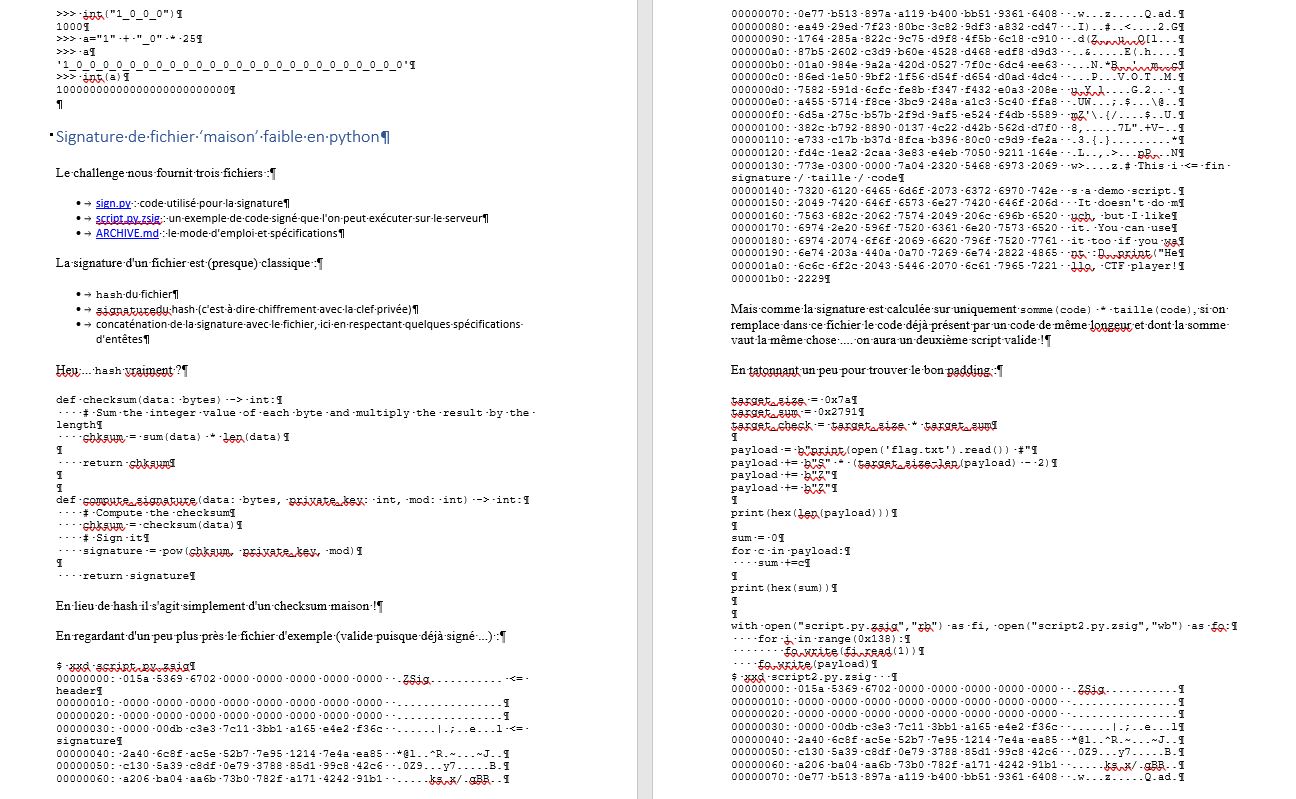 >>> int("1_0_0_0")¶
1000¶
>>> a="1" + "_0" * 25¶
>>> a¶
'1_0_0_0_0_0_0_0_0_0_0_0_0_0_0_0_0_0_0_0_0_0_0_0_0_0'¶
>>> int(a)¶
10000000000000000000000000¶
¶
Signature de fichier ‘maison’ faible en python¶
Le challenge nous fournit trois fichiers :¶
• → sign.py : code utilisé pour la signature¶
• → script.py.zsig : un exemple de code signé que l'on peut exécuter sur le serveur¶
• → ARCHIVE.md : le mode d'emploi et spécifications¶
La signature d'un fichier est (presque) classique :¶
• → hash du fichier¶
• → signature du hash (c'est à dire chiffrement avec la clef privée)¶
• → concaténation de la signature avec le fichier, ici en respectant quelques spécifications
d'entêtes¶
Heu ... hash vraiment ?¶
def checksum(data: bytes) -> int:¶
····# Sum the integer value of each byte and multiply the result by the
length¶
····chksum = sum(data) * len(data)¶
¶
····return chksum¶
¶
¶
def compute_signature(data: bytes, private_key: int, mod: int) -> int:¶
····# Compute the checksum¶
····chksum = checksum(data)¶
····# Sign it¶
····signature = pow(chksum, private_key, mod)¶
¶
····return signature¶
En lieu de hash il s'agit simplement d'un checksum maison !¶
En regardant d'un peu plus près le fichier d'exemple (valide puisque déjà signé ...) :¶
$ xxd script.py.zsig¶
00000000: 015a 5369 6702 0000 0000 0000 0000 0000  .ZSig........... <=
header¶
00000010: 0000 0000 0000 0000 0000 0000 0000 0000  ................¶
00000020: 0000 0000 0000 0000 0000 0000 0000 0000  ................¶
00000030: 0000 00db c3e3 7c11 3bb1 a165 e4e2 f36c  ......|.;..e...l <=
signature¶
00000040: 2a40 6c8f ac5e 52b7 7e95 1214 7e4a ea85  *@l..^R.~...~J..¶
00000050: c130 5a39 c8df 0e79 3788 85d1 99c8 42c6  .0Z9...y7.....B.¶
00000060: a206 ba04 aa6b 73b0 782f a171 4242 91b1  .....ks.x/.qBB..¶
00000070: 0e77 b513 897a a119 b400 bb51 9361 6408  .w...z.....Q.ad.¶
00000080: ea49 29ed 7f23 80bc 3c82 9df3 a832 cd47  .I)..#..<....2.G¶
00000090: 1764 285a 822c 9c75 d9f8 4f5b 6c18 c910  .d(Z.,.u..O[l...¶
000000a0: 87b5 2602 c3d9 b60e 4528 d468 edf8 d9d3  ..&.....E(.h....¶
000000b0: 01a0 984e 9a2a 420d 0527 7f0c 6dc4 ee63  ...N.*B..'..m..c¶
000000c0: 86ed 1e50 9bf2 1f56 d54f d654 d0ad 4dc4  ...P...V.O.T..M.¶
000000d0: 7582 591d 6cfc fe8b f347 f432 e0a3 208e  u.Y.l....G.2.. .¶
000000e0: a455 5714 f8ce 3bc9 248a a1c3 5c40 ffa8  .UW...;.$...\@..¶
000000f0: 6d5a 275c b57b 2f9d 9af5 e524 f4db 5589  mZ'\.{/....$..U.¶
00000100: 382c b792 8890 0137 4c22 d42b 562d d7f0  8,.....7L".+V-..¶
00000110: e733 c17b b37d 8fca b396 80c0 c9d9 fe2a  .3.{.}.........*¶
00000120: fd4c 1ea2 2caa 3e83 e4eb 7050 9211 164e  .L..,.>...pP...N¶
00000130: 773e 0300 0000 7a04 2320 5468 6973 2069  w>....z.# This i <= fin
signature / taille / code¶
00000140: 7320 6120 6465 6d6f 2073 6372 6970 742e  s a demo script.¶
00000150: 2049 7420 646f 6573 6e27 7420 646f 206d   It doesn't do m¶
00000160: 7563 682c 2062 7574 2049 206c 696b 6520  uch, but I like ¶
00000170: 6974 2e20 596f 7520 6361 6e20 7573 6520  it. You can use ¶
00000180: 6974 2074 6f6f 2069 6620 796f 7520 7761  it too if you wa¶
00000190: 6e74 203a 440a 0a70 7269 6e74 2822 4865  nt :D..print("He¶
000001a0: 6c6c 6f2c 2043 5446 2070 6c61 7965 7221  llo, CTF player!¶
000001b0: 2229¶
Mais comme la signature est calculée sur uniquement somme(code) * taille(code), si on
remplace dans ce fichier le code déjà présent par un code de même longeur et dont la somme
vaut la même chose .... on aura un deuxième script valide !¶
En tatonnant un peu pour trouver le bon padding :¶
target_size = 0x7a¶
target_sum = 0x2791¶
target_check = target_size * target_sum¶
¶
payload = b"print(open('flag.txt').read()) #"¶
payload += b"S" * (target_size-len(payload) - 2)¶
payload += b"Z"¶
payload += b"Z"¶
¶
print(hex(len(payload)))¶
¶
sum = 0¶
for c in payload:¶
····sum +=c¶
¶
print(hex(sum))¶
¶
¶
with open("script.py.zsig","rb") as fi, open("script2.py.zsig","wb") as fo:¶
····for i in range(0x138):¶
········fo.write(fi.read(1))¶
····fo.write(payload)¶
$ xxd script2.py.zsig   ¶
00000000: 015a 5369 6702 0000 0000 0000 0000 0000  .ZSig...........¶
00000010: 0000 0000 0000 0000 0000 0000 0000 0000  ................¶
00000020: 0000 0000 0000 0000 0000 0000 0000 0000  ................¶
00000030: 0000 00db c3e3 7c11 3bb1 a165 e4e2 f36c  ......|.;..e...l¶
00000040: 2a40 6c8f ac5e 52b7 7e95 1214 7e4a ea85  *@l..^R.~...~J..¶
00000050: c130 5a39 c8df 0e79 3788 85d1 99c8 42c6  .0Z9...y7.....B.¶
00000060: a206 ba04 aa6b 73b0 782f a171 4242 91b1  .....ks.x/.qBB..¶
00000070: 0e77 b513 897a a119 b400 bb51 9361 6408  .w...z.....Q.ad.¶